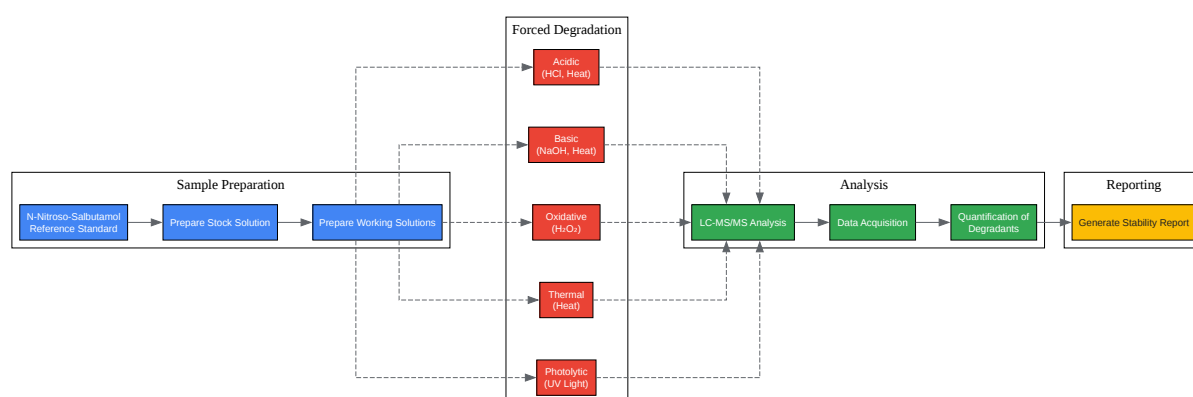 Forced Degradation
Acidic
(HCl, Heat)
Basic
(NaOH, Heat)
Oxidative
(H₂O₂)
Thermal
(Heat)
Photolytic
(UV Light)
Sample Preparation
N-Nitroso-Salbutamol
Reference Standard
Prepare Stock Solution
Prepare Working Solutions
Analysis
LC-MS/MS Analysis
Data Acquisition
Quantification of
Degradants
Reporting
Generate Stability Report